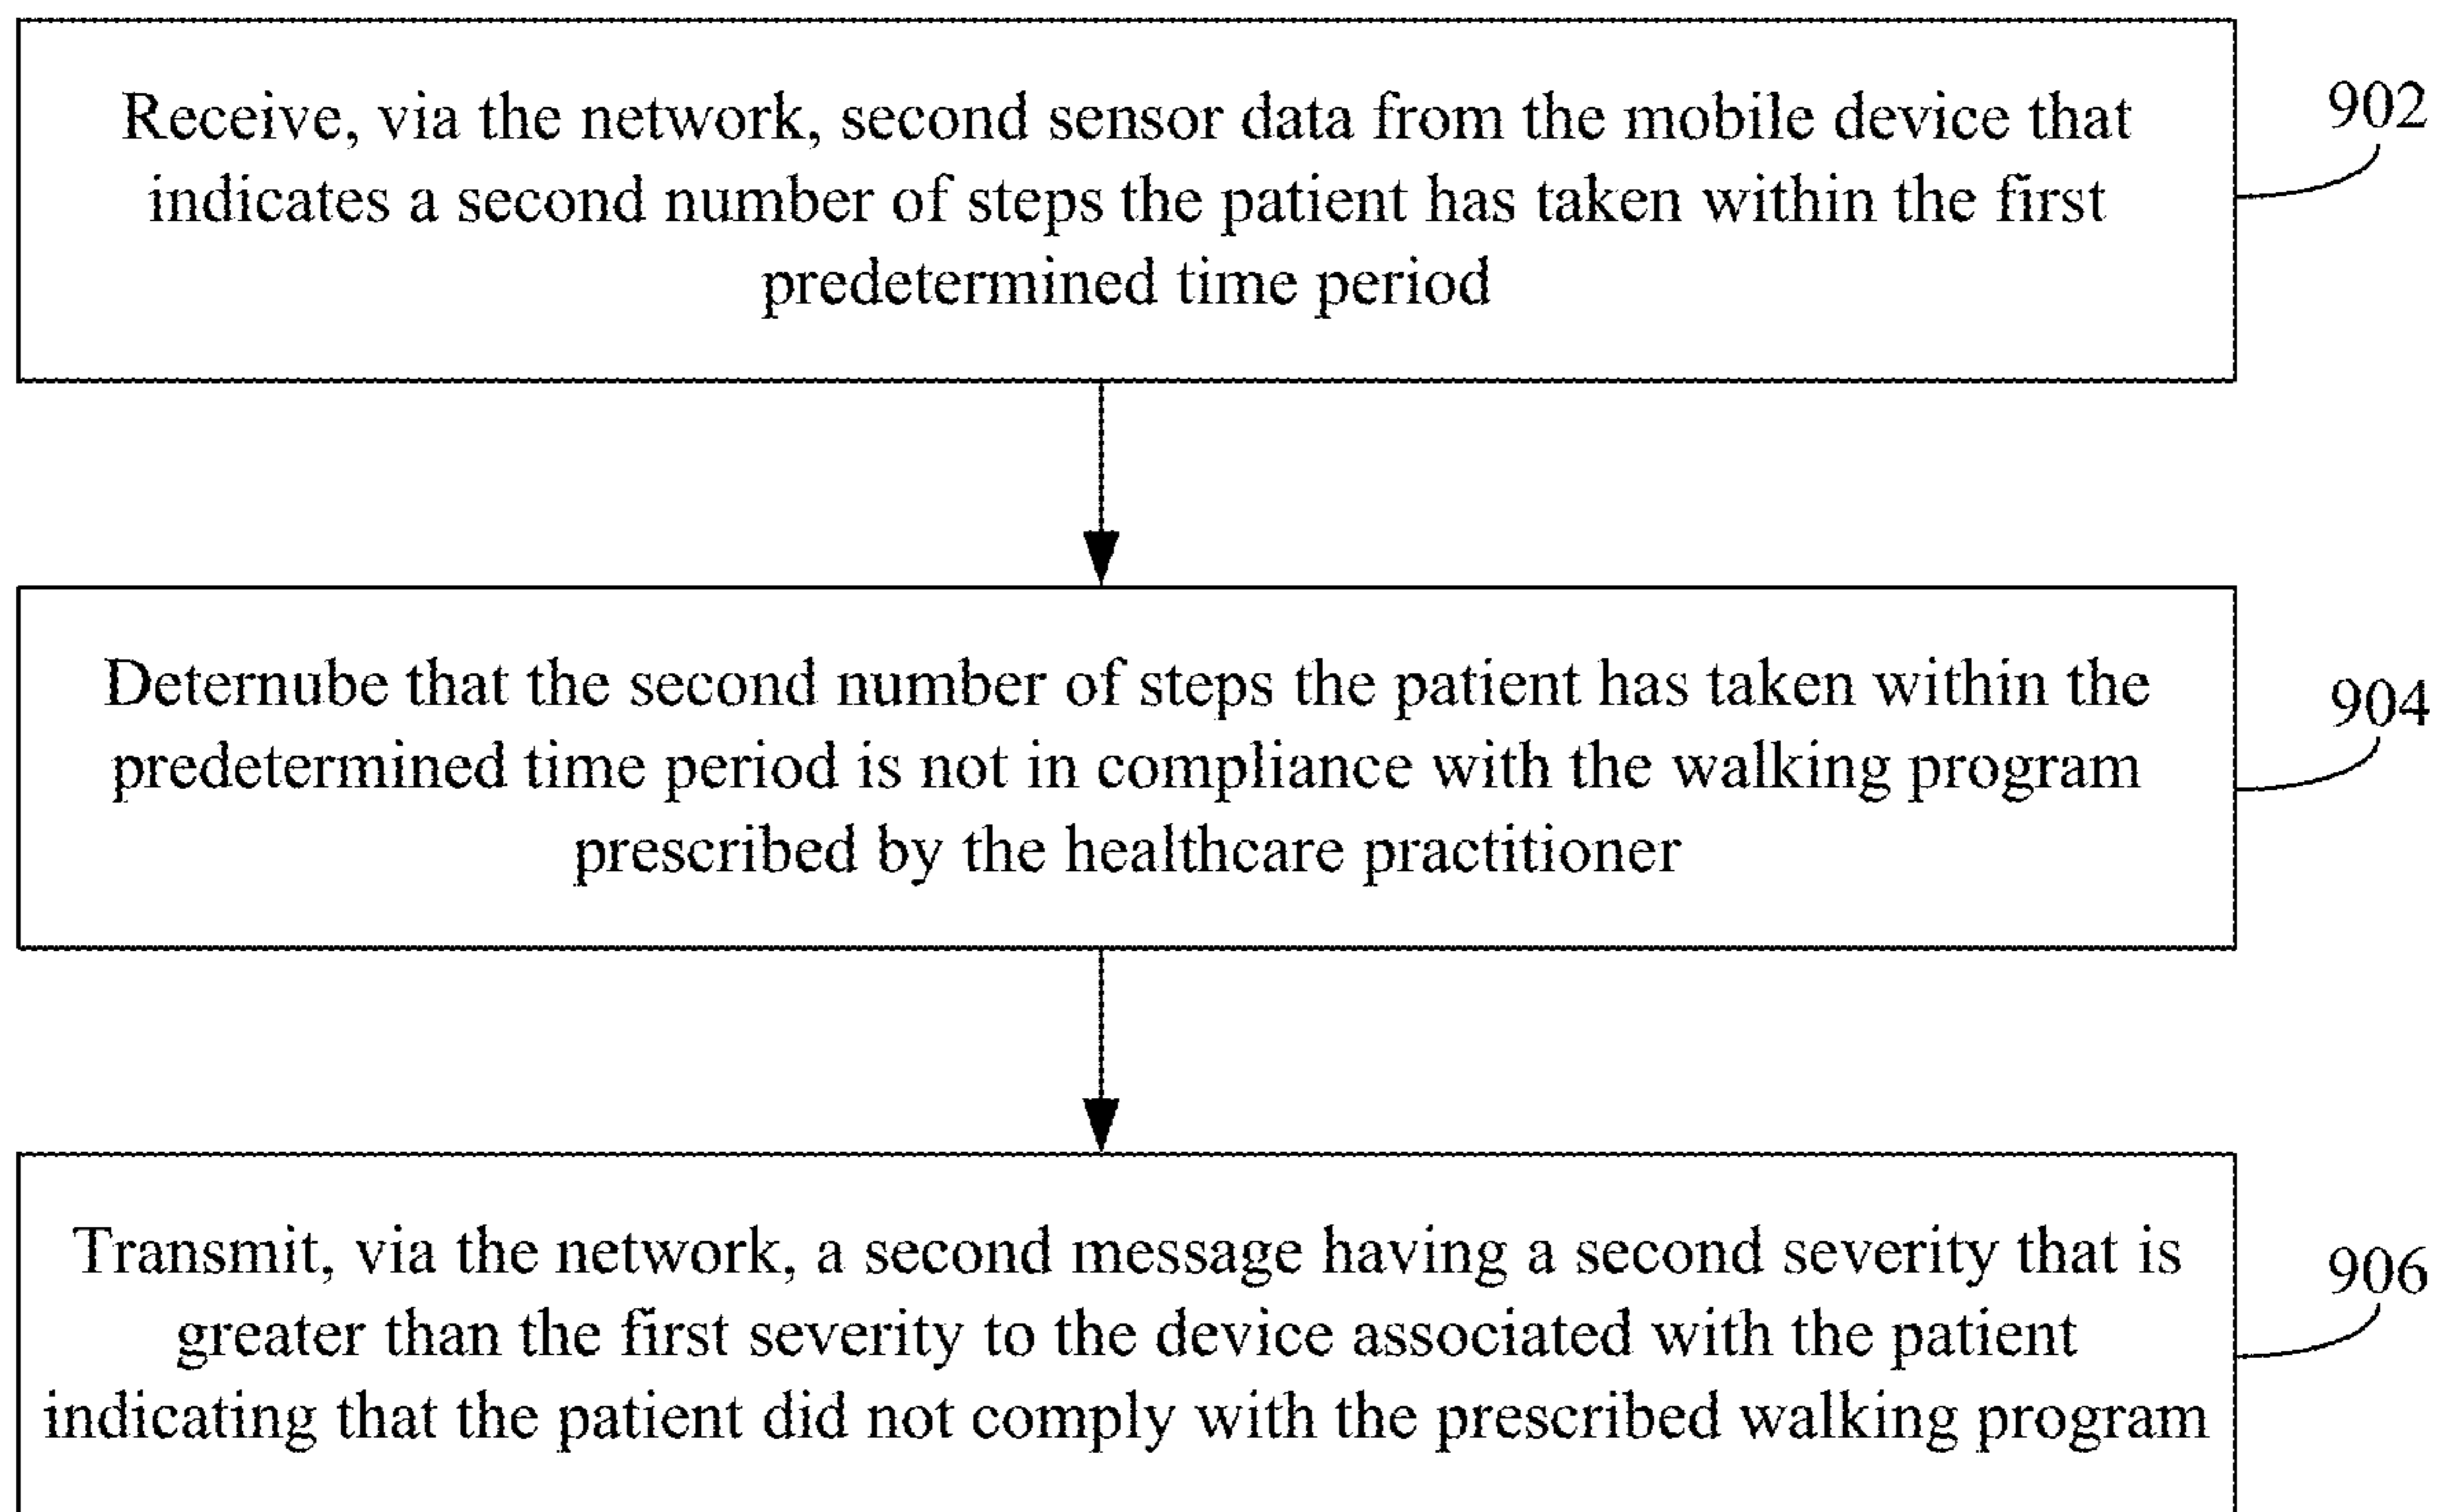 Receive, via the network, second sensor data from the mobile device that
indicates a second number of steps the patient has taken within the first
predetermined time period
902
Deternube that the second number of steps the patient has taken within the
predetermined time period is not in compliance with the walking program
prescribed by the healthcare practitioner
904
Transmit, via the network, a second message having a second severity that is
greater than the first severity to the device associated with the patient
indicating that the patient did not comply with the prescribed walking program
906